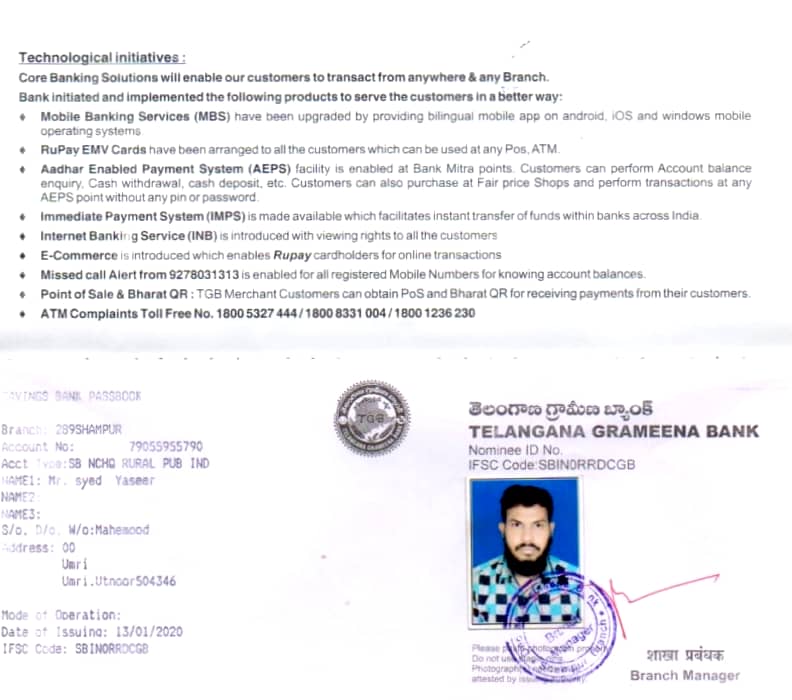 Technological initiatives :
Core Banking Solutions will enable our customers to transact from anywhere & any Branch.
Bank initiated and implemented the following products to serve the customers in a better way:
♦ Mobile Banking Services (MBS) have been upgraded by providing bilingual mobile app on android, iOS and windows mobile
operating systems.
♦ RuPay EMV Cards have been arranged to all the customers which can be used at any Pos, ATM.
♦ Aadhar Enabled Payment System (AEPS) facility is enabled at Bank Mitra points. Customers can perform Account balance
enquiry, Cash withdrawal, cash deposit, etc. Customers can also purchase at Fair price Shops and perform transactions at any
AEPS point without any pin or password.
♦ Immediate Payment System (IMPS) is made available which facilitates instant transfer of funds within banks across India.
♦ Internet Banking Service (INB) is introduced with viewing rights to all the customers
♦ E-Commerce is introduced which enables Rupay cardholders for online transactions
♦ Missed call Alert from 9278031313 is enabled for all registered Mobile Numbers for knowing account balances.
♦ Point of Sale & Bharat QR : TGB Merchant Customers can obtain PoS and Bharat QR for receiving payments from their customers.
♦ ATM Complaints Toll Free No. 1800 5327 444 / 1800 8331 004 / 1800 1236 230
SAVINGS BANK PASSBOOK
Branch: 289SHAMPUR
Account No: 79055955790
Acct Type:SB NCHQ RURAL PUB IND
NAME1: Mr. syed Yaseer
NAME2:
NAME3:
S/o, D/o, W/o:Mahemood
Address: 00
Umri
Umri,Utnoor504346
Mode of Operation:
Date of Issuing: 13/01/2020
IFSC Code: SBIN0RRDCGB
TGB
తెలంగాణ గ్రామీణ బ్యాంక్
TELANGANA GRAMEENA BANK
Nominee ID No.
IFSC Code:SBIN0RRDCGB
Please photograph
Do not use
Photograph
attested by issuing
Manager
Branch
शाखा प्रबंधक
Branch Manager